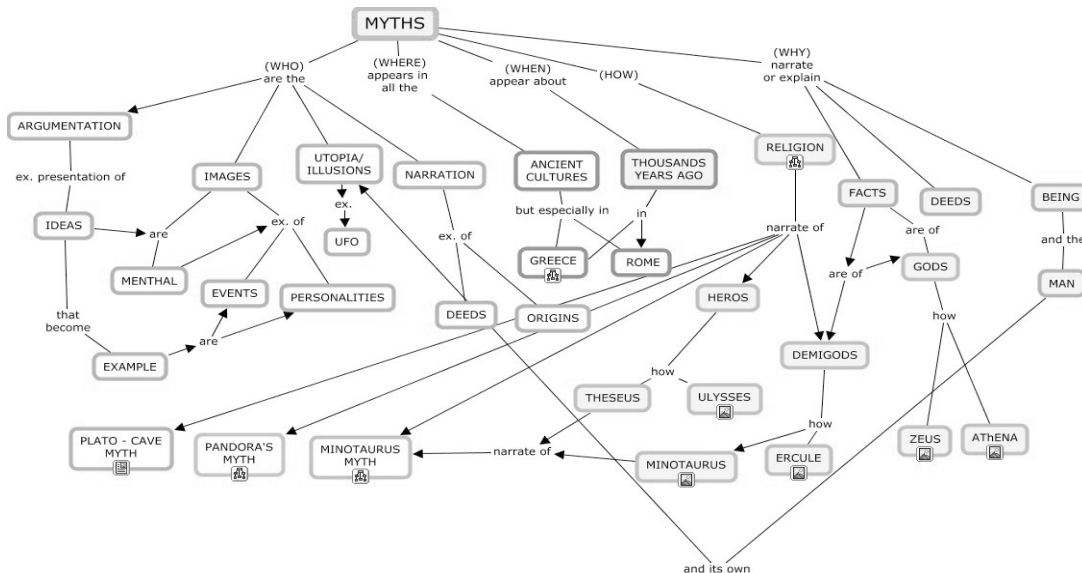 MYTHS
(WHO)
are the
(WHERE)
appears in
all the
(WHEN)
appear about
(HOW)
(WHY)
narrate
or explain
ARGUMENTATION
IMAGES
UTOPIA/
ILLUSIONS
NARRATION
ANCIENT
CULTURES
THOUSANDS
YEARS AGO
RELIGION
FACTS
DEEDS
BEING
ex. presentation of
ex.
but especially in
in
IDEAS
are
ex. of
UFO
ex. of
narrate of
are of
and the
MENTHAL
GREECE
ROME
are of
GODS
MAN
EVENTS
PERSONALITIES
HEROS
that
become
DEEDS
ORIGINS
how
are
EXAMPLE
DEMIGODS
how
THESEUS
ULYSSES
how
PLATO - CAVE
MYTH
PANDORA'S
MYTH
MINOTAURUS
MYTH
narrate of
MINOTAURUS
ERCULE
ZEUS
AThENA
and its own